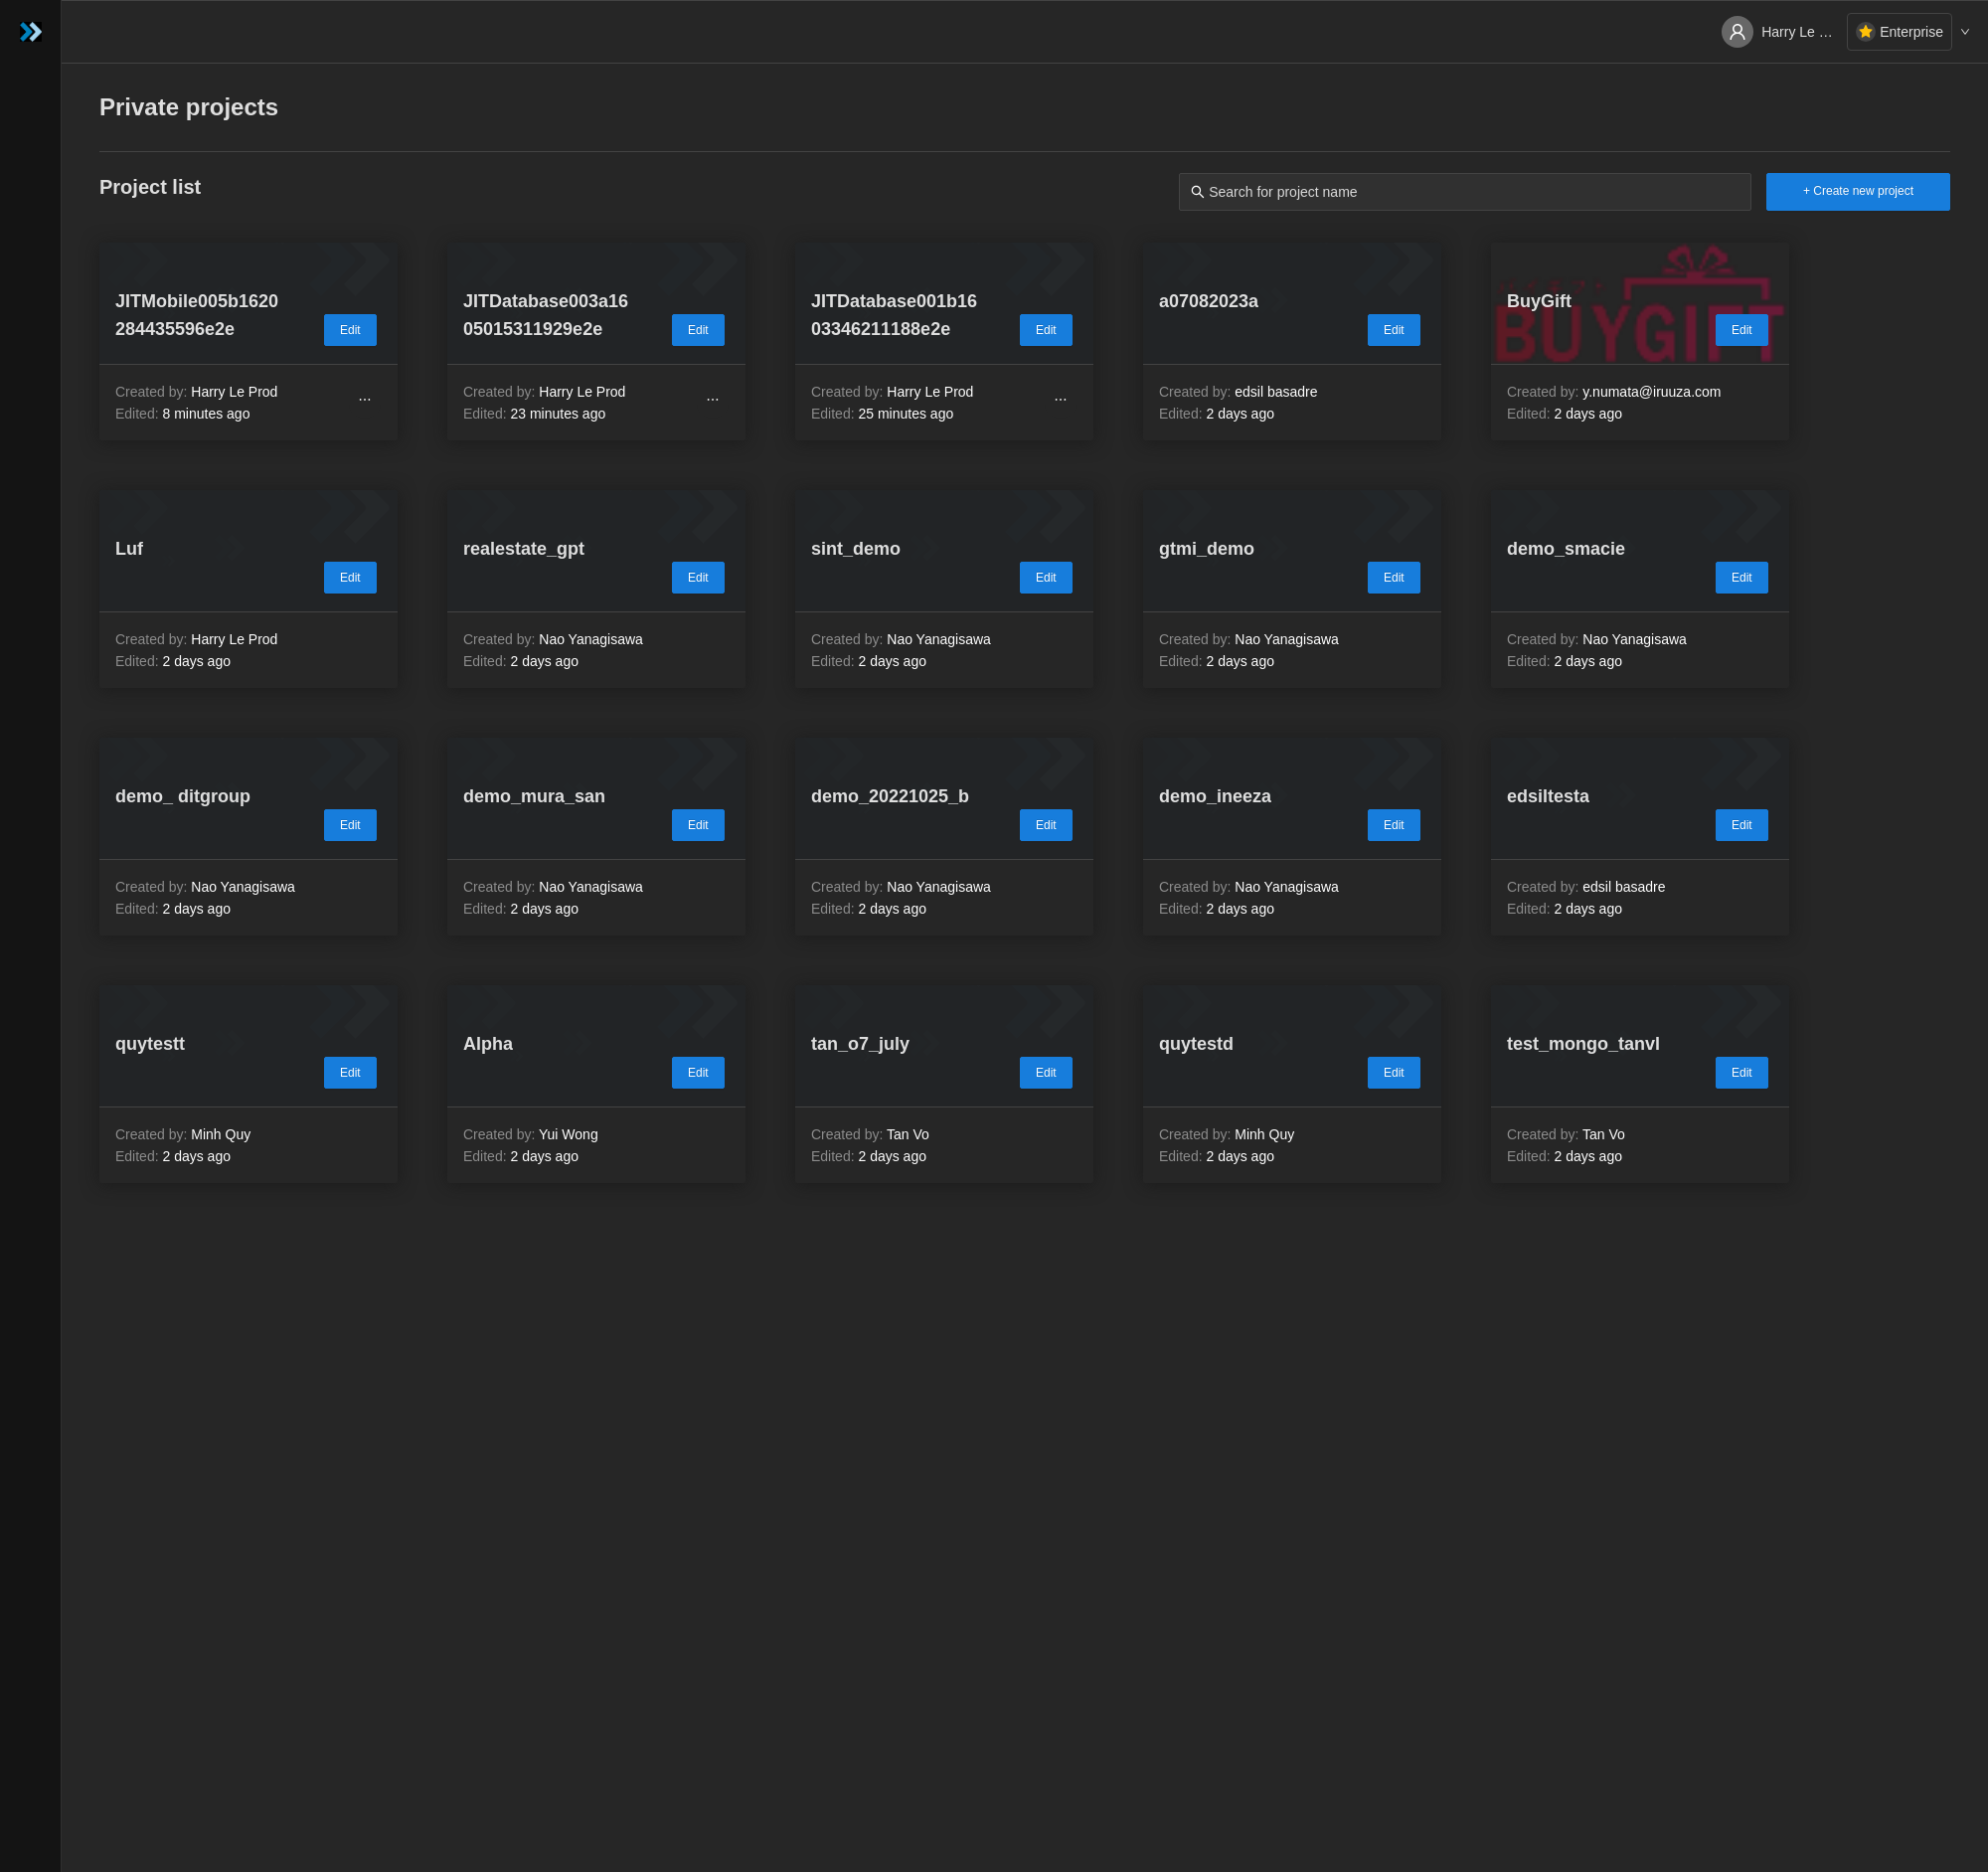 Harry Le …
Enterprise
Private projects
Project list
Search for project name
+ Create new project
JITMobile005b1620
284435596e2e
Edit
Created by: Harry Le Prod
...
Edited: 8 minutes ago
JITDatabase003a16
05015311929e2e
Edit
Created by: Harry Le Prod
...
Edited: 23 minutes ago
JITDatabase001b16
03346211188e2e
Edit
Created by: Harry Le Prod
...
Edited: 25 minutes ago
a07082023a
Edit
Created by: edsil basadre
Edited: 2 days ago
BuyGift
BUYGIFT
Edit
Created by: y.numata@iruuza.com
Edited: 2 days ago
Luf
Edit
Created by: Harry Le Prod
Edited: 2 days ago
realestate_gpt
Edit
Created by: Nao Yanagisawa
Edited: 2 days ago
sint_demo
Edit
Created by: Nao Yanagisawa
Edited: 2 days ago
gtmi_demo
Edit
Created by: Nao Yanagisawa
Edited: 2 days ago
demo_smacie
Edit
Created by: Nao Yanagisawa
Edited: 2 days ago
demo_ ditgroup
Edit
Created by: Nao Yanagisawa
Edited: 2 days ago
demo_mura_san
Edit
Created by: Nao Yanagisawa
Edited: 2 days ago
demo_20221025_b
Edit
Created by: Nao Yanagisawa
Edited: 2 days ago
demo_ineeza
Edit
Created by: Nao Yanagisawa
Edited: 2 days ago
edsiltesta
Edit
Created by: edsil basadre
Edited: 2 days ago
quytestt
Edit
Created by: Minh Quy
Edited: 2 days ago
Alpha
Edit
Created by: Yui Wong
Edited: 2 days ago
tan_o7_july
Edit
Created by: Tan Vo
Edited: 2 days ago
quytestd
Edit
Created by: Minh Quy
Edited: 2 days ago
test_mongo_tanvl
Edit
Created by: Tan Vo
Edited: 2 days ago